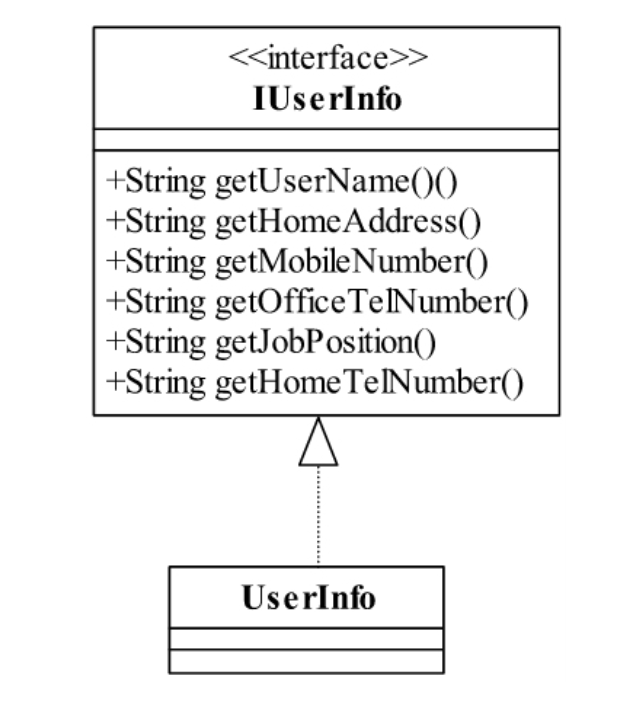 <<interface>>
IUserInfo
+String getUserName()()
+String getHomeAddress()
+String getMobileNumber()
+String getOfficeTelNumber()
+String getJobPosition()
+String getHomeTelNumber()
UserInfo